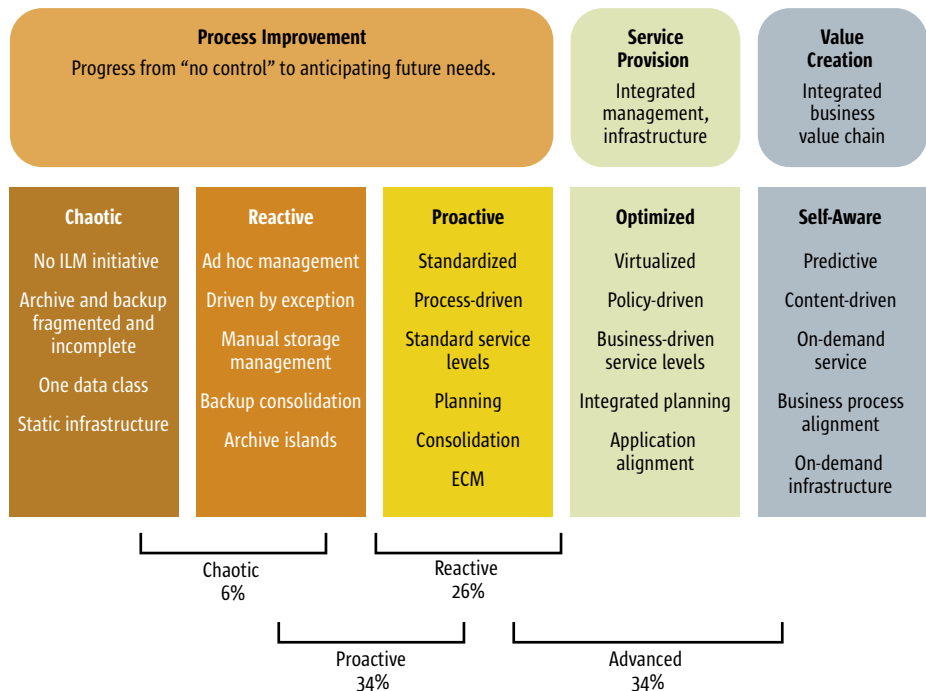 Process Improvement
Progress from “no control” to anticipating future needs.
Service
Provision
Integrated
management,
infrastructure
Value
Creation
Integrated
business
value chain
Chaotic
No ILM initiative
Archive and backup
fragmented and
incomplete
One data class
Static infrastructure
Reactive
Ad hoc management
Driven by exception
Manual storage
management
Backup consolidation
Archive islands
Proactive
Standardized
Process-driven
Standard service
levels
Planning
Consolidation
ECM
Optimized
Virtualized
Policy-driven
Business-driven
service levels
Integrated planning
Application
alignment
Self-Aware
Predictive
Content-driven
On-demand
service
Business process
alignment
On-demand
infrastructure
Chaotic
6%
Reactive
26%
Proactive
34%
Advanced
34%